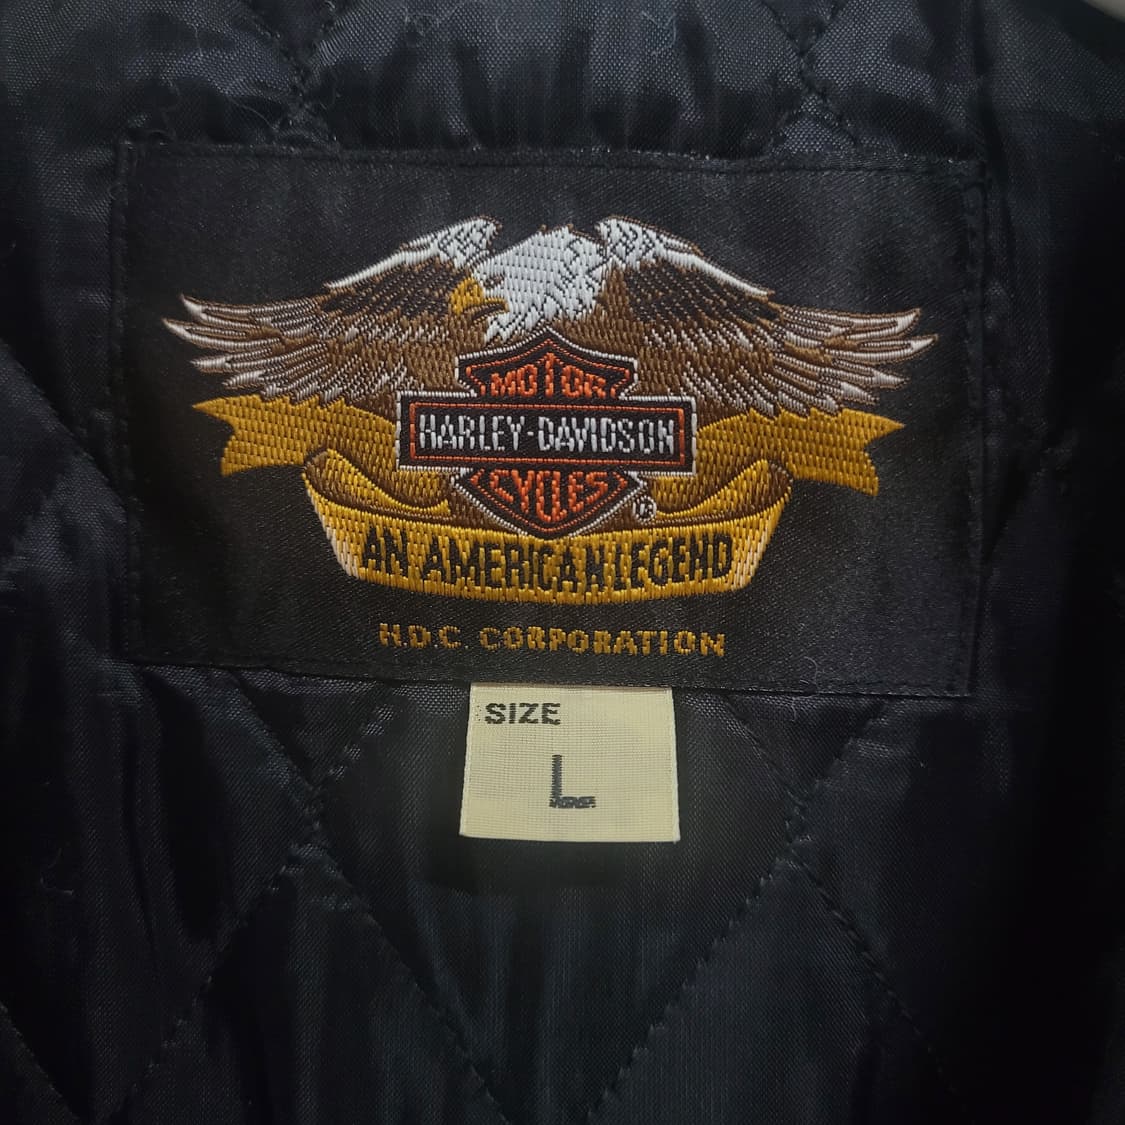 MOTOR
HARLEY-DAVIDSON
CYCLES
®
AN AMERICAN LEGEND
H.D.C. CORPORATION
SIZE
L